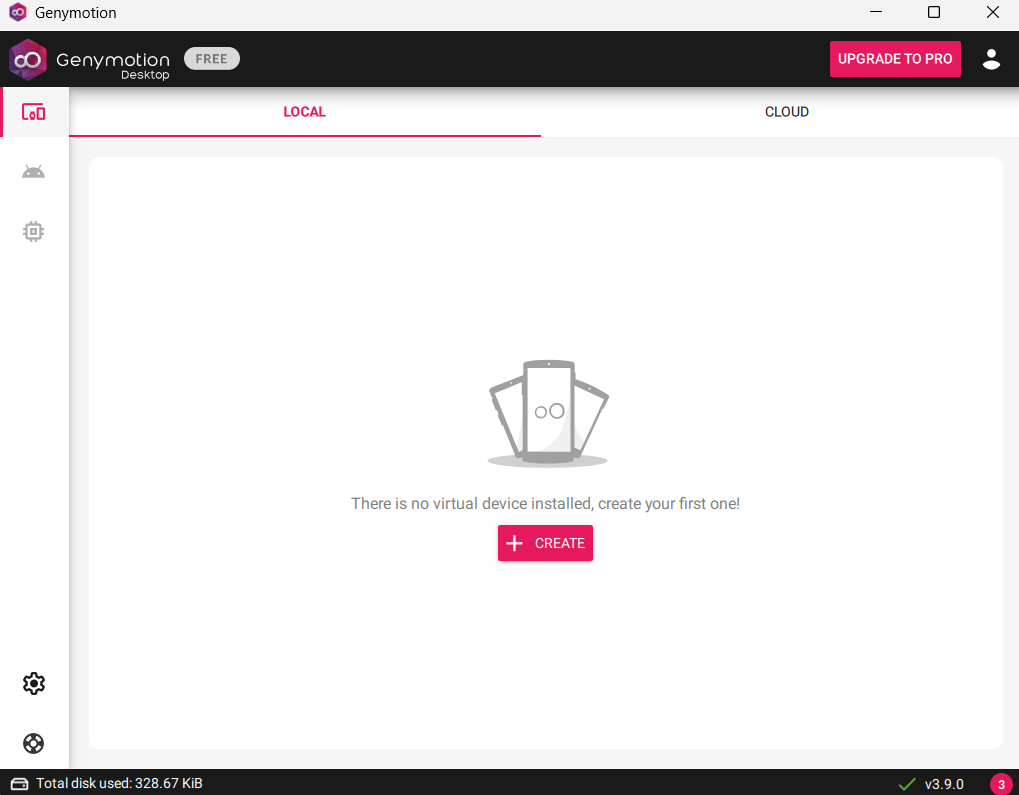 Genymotion
Genymotion
Desktop
FREE
UPGRADE TO PRO
LOCAL
CLOUD
There is no virtual device installed, create your first one!
CREATE
Total disk used: 328.67 KiB
v3.9.0
3